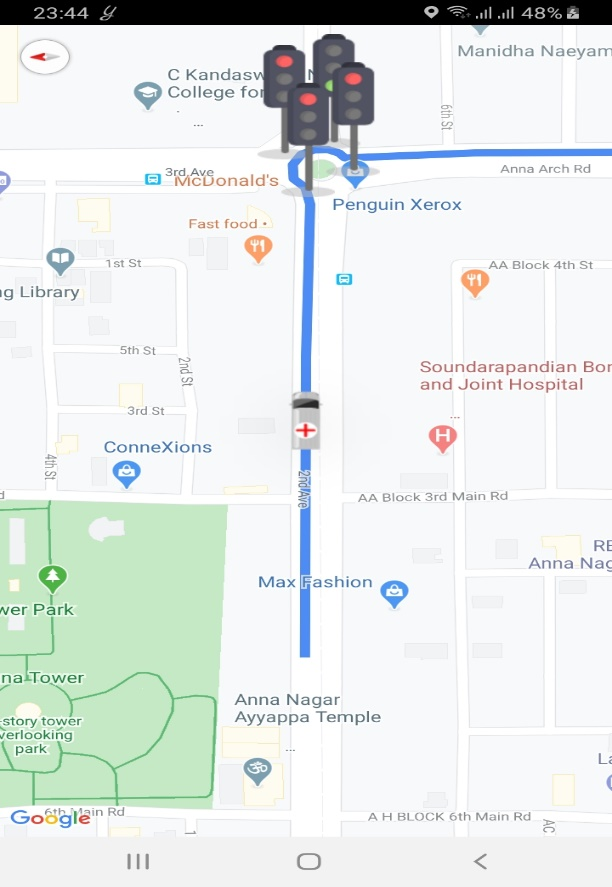 23:44
48%
Manidha Naeyam
C Kandasw N
College for
...
6th St
3rd Ave
McDonald's
Anna Arch Rd
Penguin Xerox
Fast food •
1st St
AA Block 4th St
ng Library
5th St
2nd St
Soundarapandian Bon
and Joint Hospital
...
3rd St
ConneXions
H
4th St
2nd Ave
d
AA Block 3rd Main Rd
RE
Anna Nag
Max Fashion
wer Park
na Tower
-story tower
verlooking
park
Anna Nagar
Ayyappa Temple
...
ॐ
La
6th Main Rd
Google
A H BLOCK 6th Main Rd
1
AC